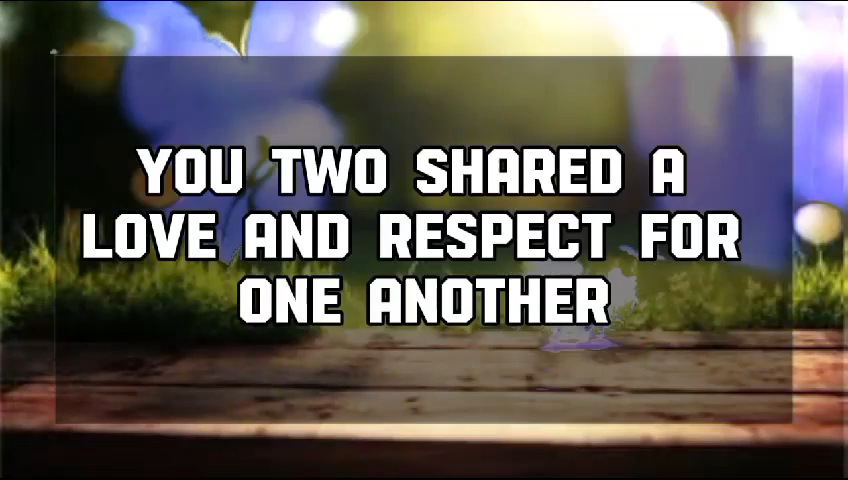 YOU TWO SHARED A
LOVE AND RESPECT FOR
ONE ANOTHER